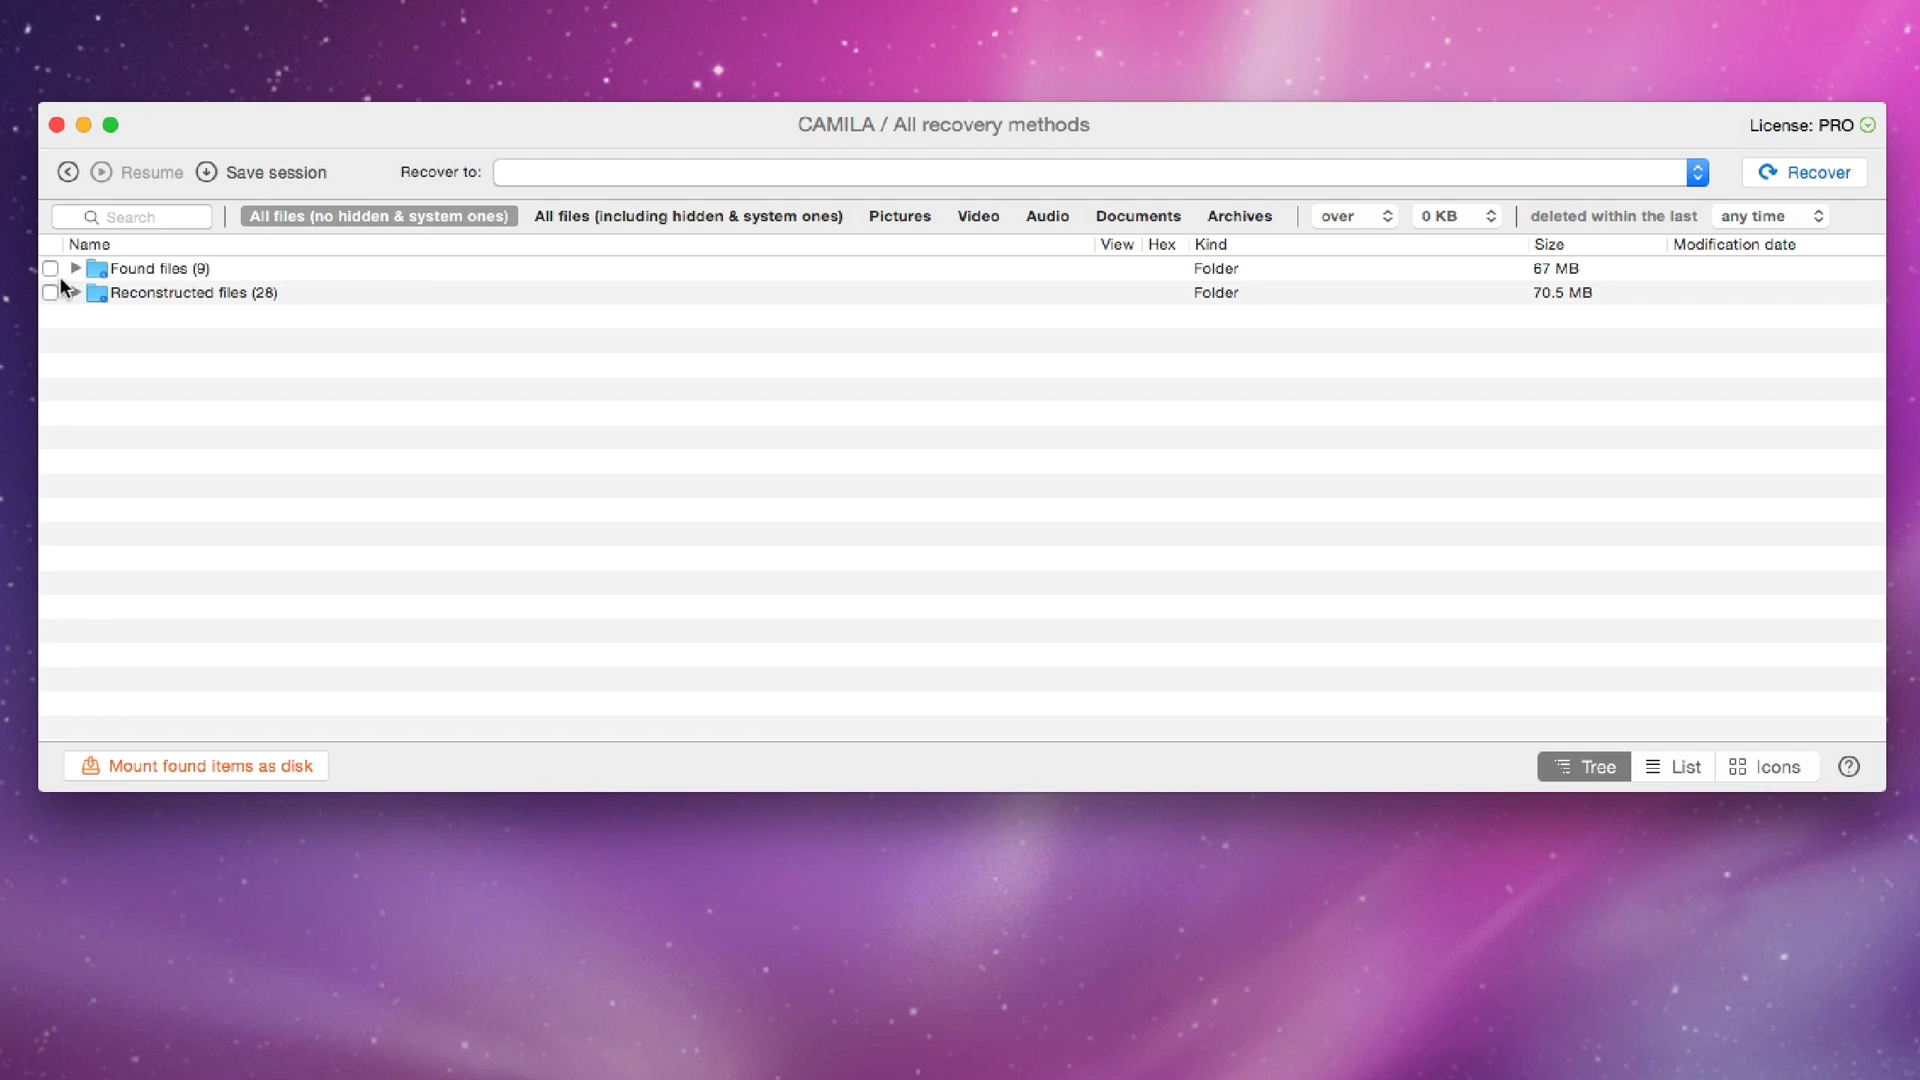 CAMILA / All recovery methods
License: PRO
Resume
Save session
Recover to:
Recover
Search
All files (no hidden & system ones)
All files (including hidden & system ones)
Pictures
Video
Audio
Documents
Archives
over
0 KB
deleted within the last
any time
Name
View
Hex
Kind
Size
Modification date
Found files (9)
Folder
67 MB
Reconstructed files (28)
Folder
70.5 MB
Mount found items as disk
Tree
List
Icons
?